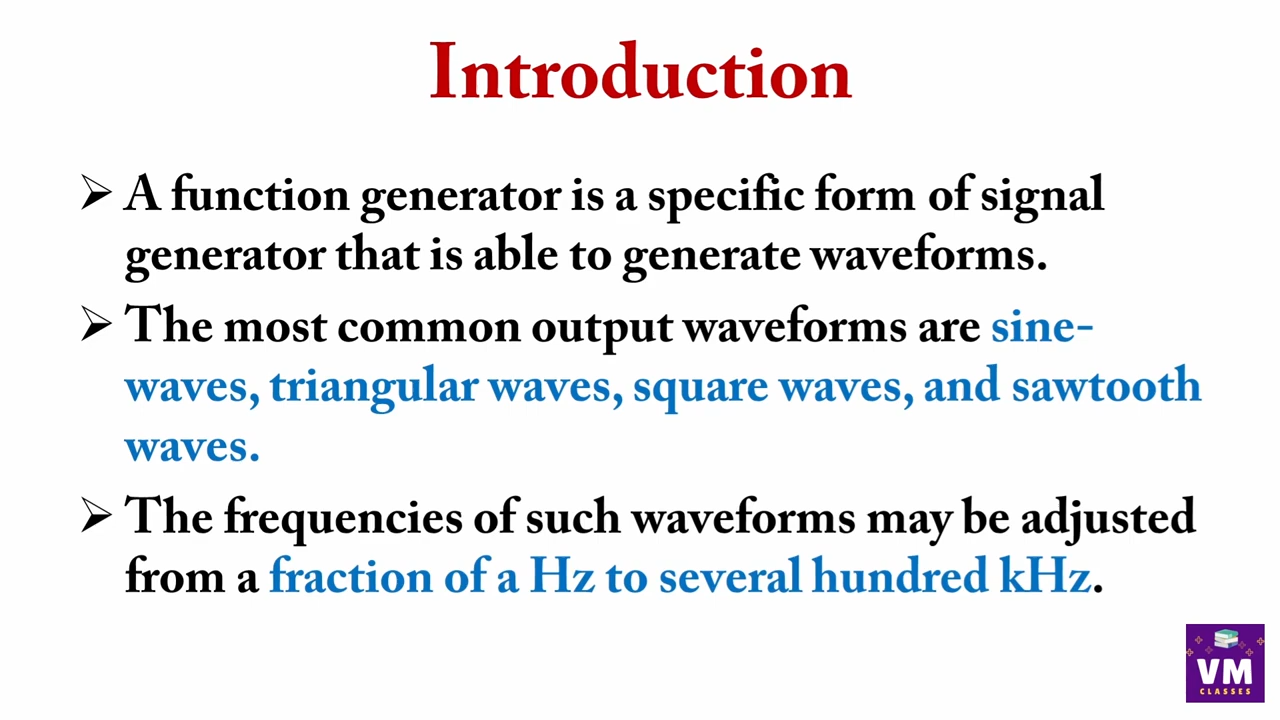 Introduction
➢ A function generator is a specific form of signal
generator that is able to generate waveforms.
➢ The most common output waveforms are sine-
waves, triangular waves, square waves, and sawtooth
waves.
➢ The frequencies of such waveforms may be adjusted
from a fraction of a Hz to several hundred kHz.
VM
CLASSES